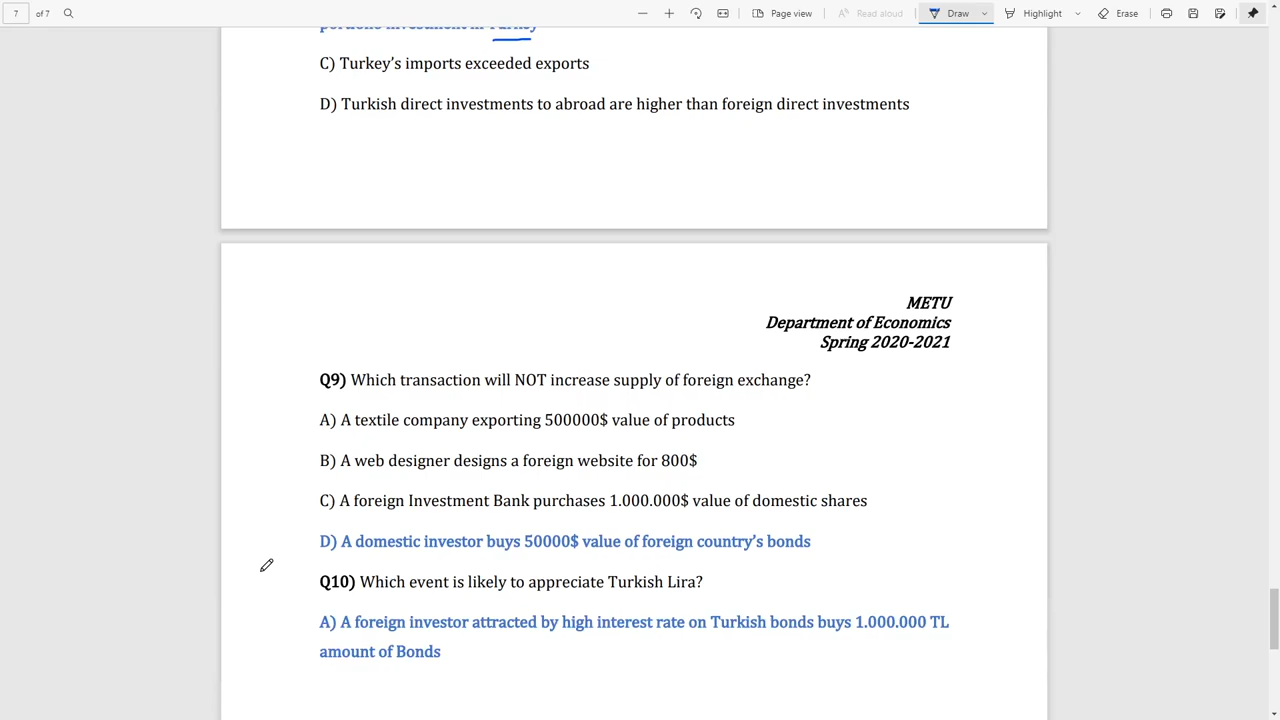 7 of 7 Page view Read aloud Draw Highlight Erase
portfolio investment in Turkey
C) Turkey’s imports exceeded exports
D) Turkish direct investments to abroad are higher than foreign direct investments
METU
Department of Economics
Spring 2020-2021
Q9) Which transaction will NOT increase supply of foreign exchange?
A) A textile company exporting 500000$ value of products
B) A web designer designs a foreign website for 800$
C) A foreign Investment Bank purchases 1.000.000$ value of domestic shares
D) A domestic investor buys 50000$ value of foreign country’s bonds
Q10) Which event is likely to appreciate Turkish Lira?
A) A foreign investor attracted by high interest rate on Turkish bonds buys 1.000.000 TL
amount of Bonds